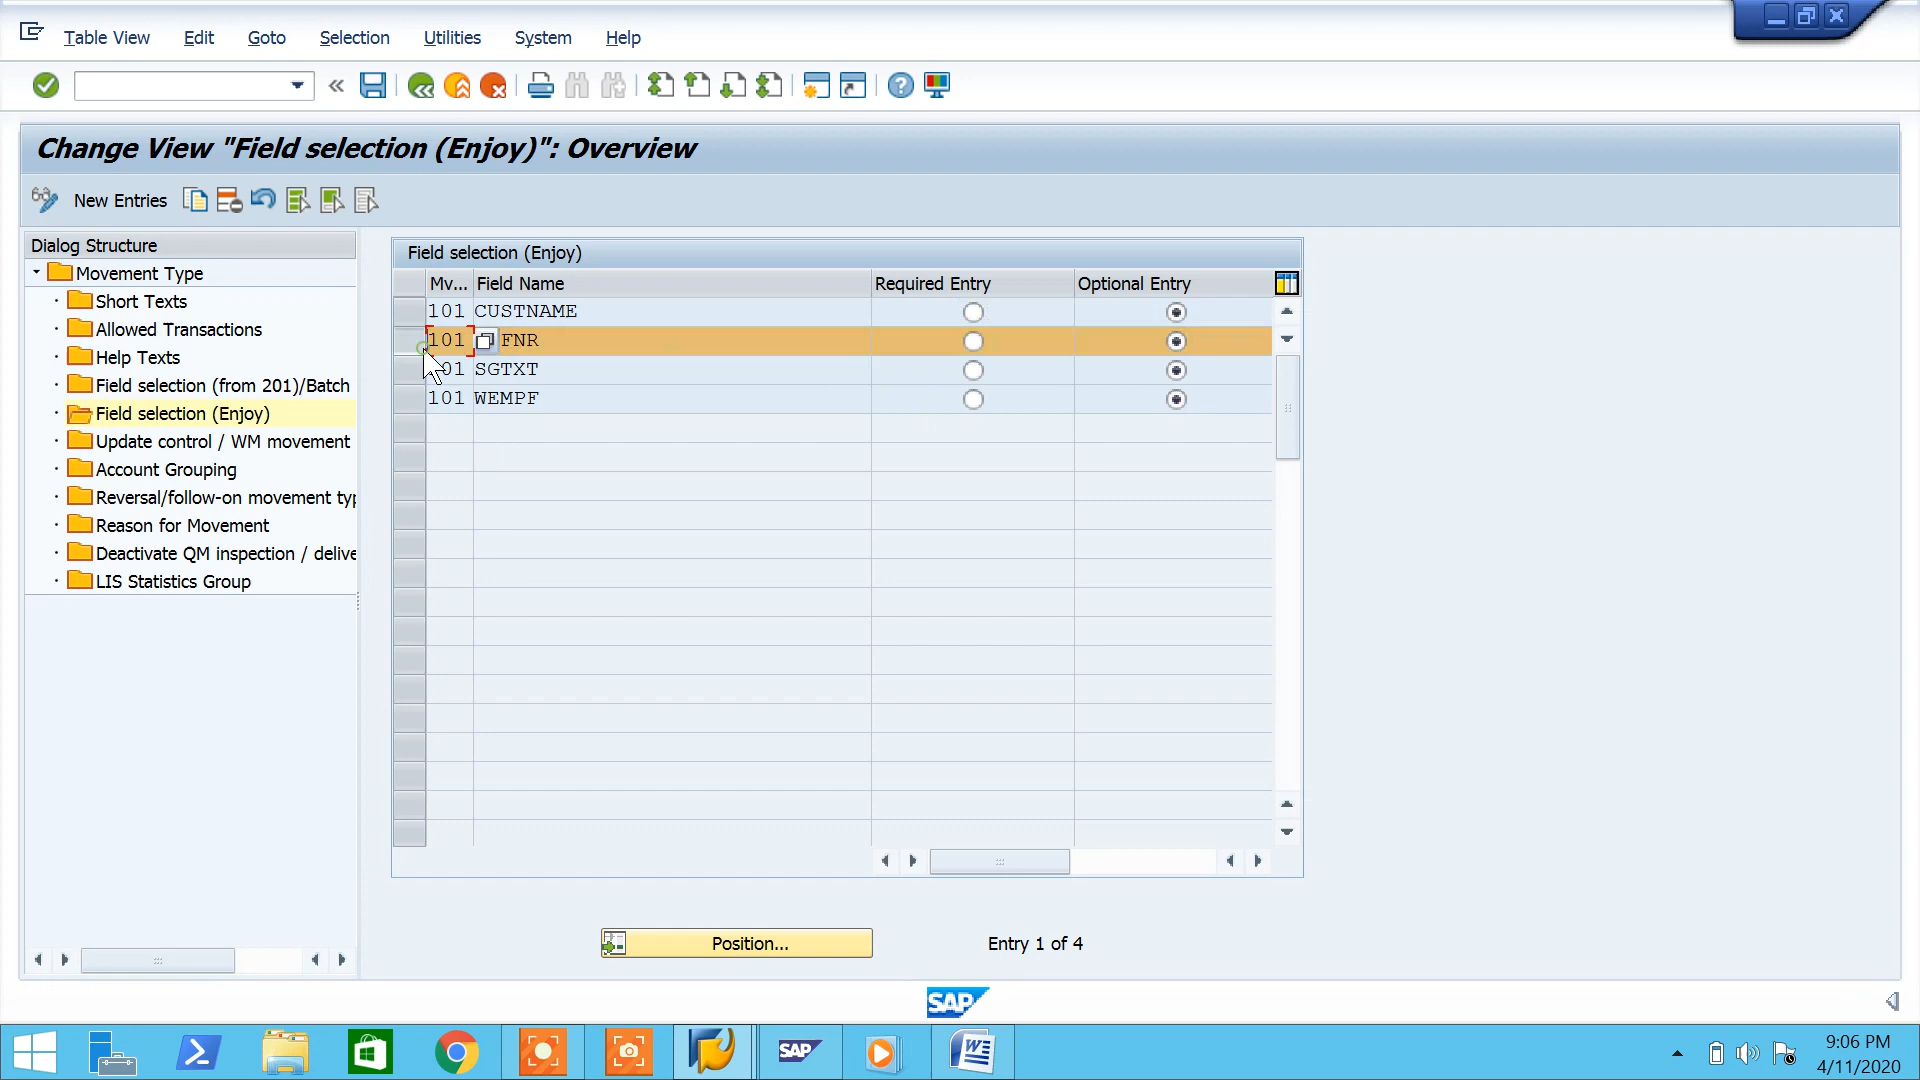 Table View Edit Goto Selection Utilities System Help
Change View "Field selection (Enjoy)": Overview
New Entries
Dialog Structure
Movement Type
Short Texts
Allowed Transactions
Help Texts
Field selection (from 201)/Batch
Field selection (Enjoy)
Update control / WM movement
Account Grouping
Reversal/follow-on movement typ
Reason for Movement
Deactivate QM inspection / delive
LIS Statistics Group
Field selection (Enjoy)
Mv... Field Name Required Entry Optional Entry
101 CUSTNAME
101 FNR
01 SGTXT
101 WEMPF
Position... Entry 1 of 4
SAP
SAP
9:06 PM
4/11/2020